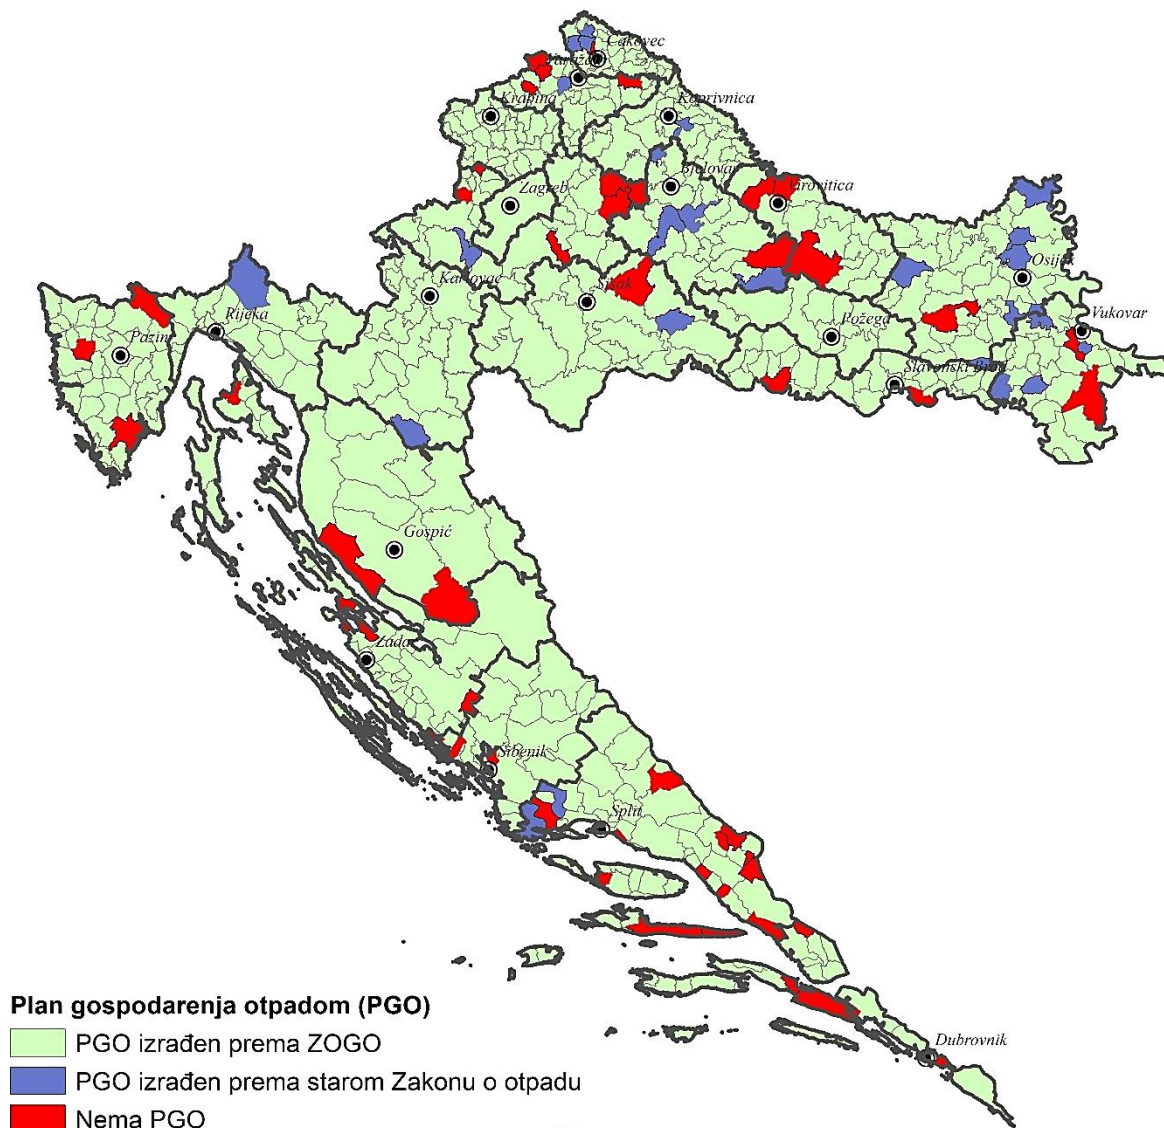 Čakovec
Varaždin
Krapina
Koprivnica
Bjelovar
Zagreb
Virovitica
Osijek
Karlovac
Sisak
Rijeka
Požega
Vukovar
Pazin
Slavonski Brod
Gospić
Zadar
Šibenik
Split
Dubrovnik
Plan gospodarenja otpadom (PGO)
PGO izrađen prema ZOGO
PGO izrađen prema starom Zakonu o otpadu
Nema PGO